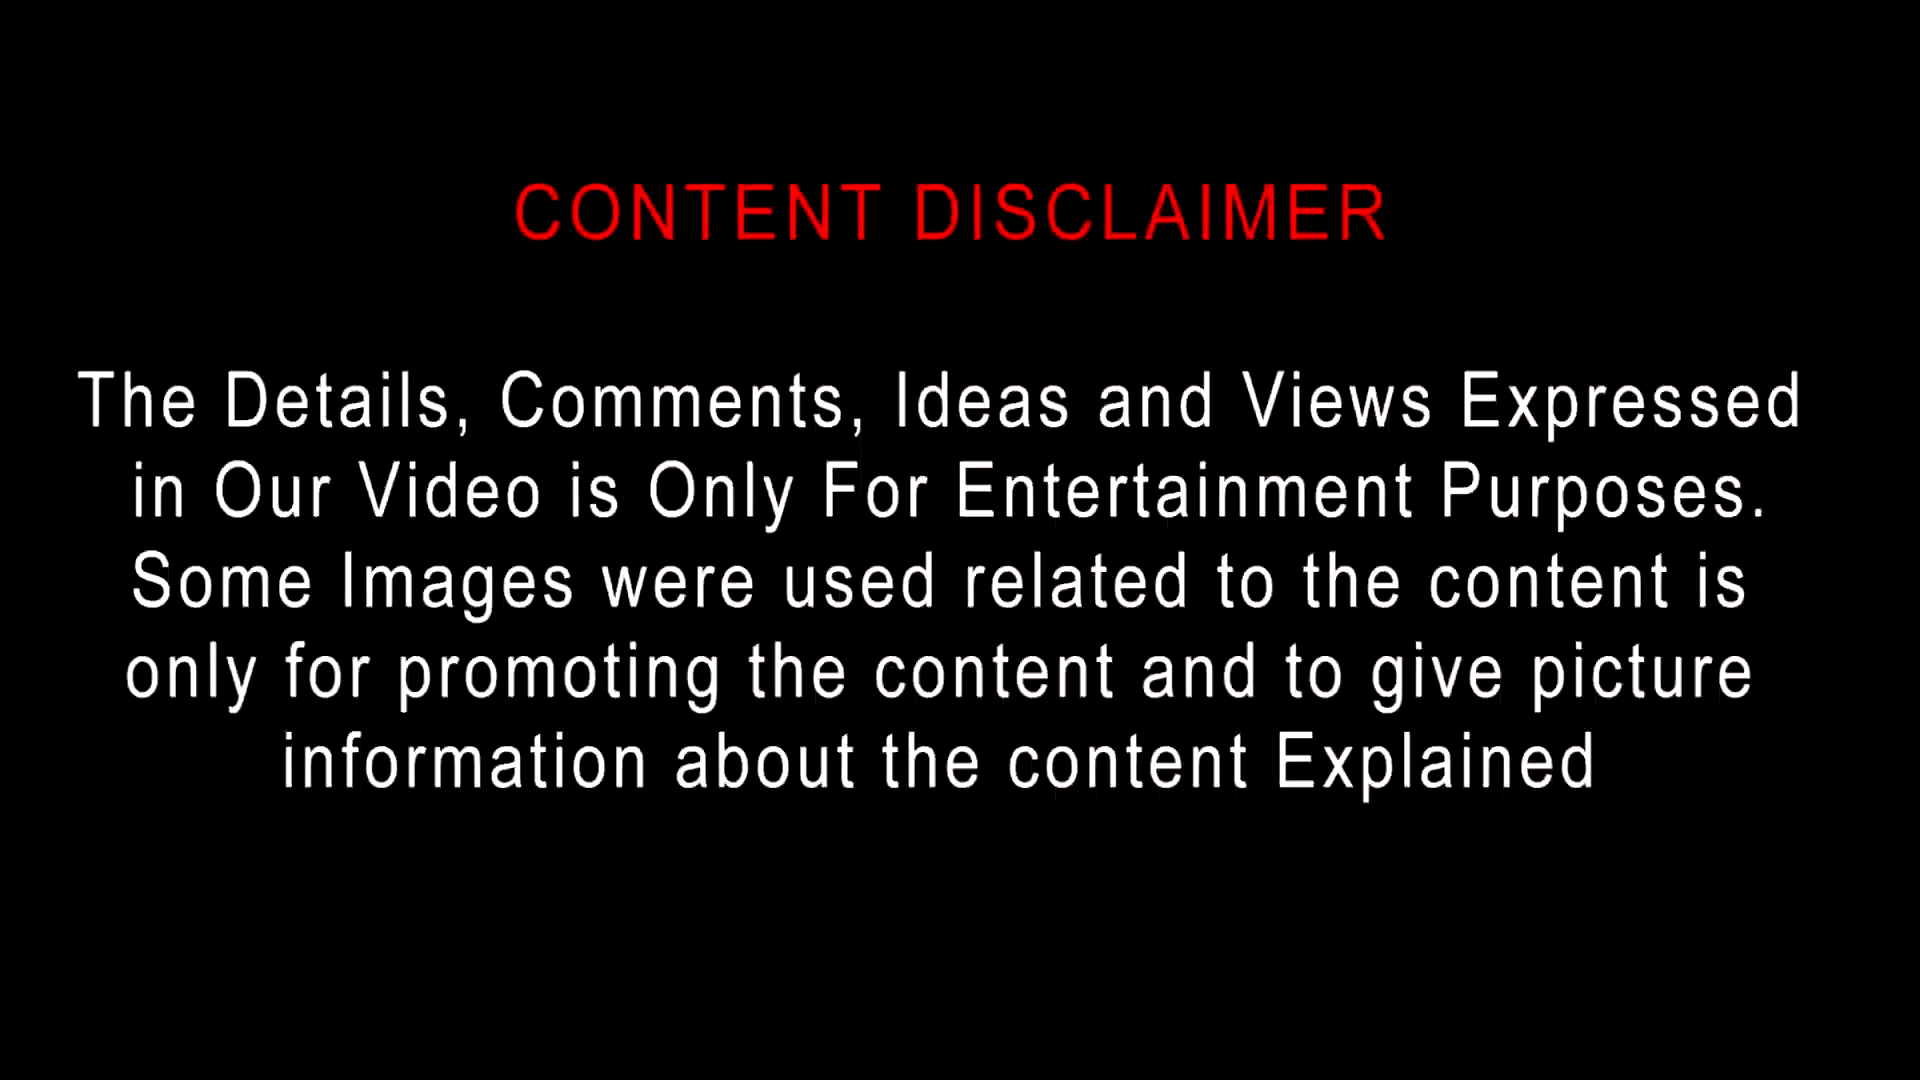 CONTENT DISCLAIMER
The Details, Comments, Ideas and Views Expressed
in Our Video is Only For Entertainment Purposes.
Some Images were used related to the content is
only for promoting the content and to give picture
information about the content Explained